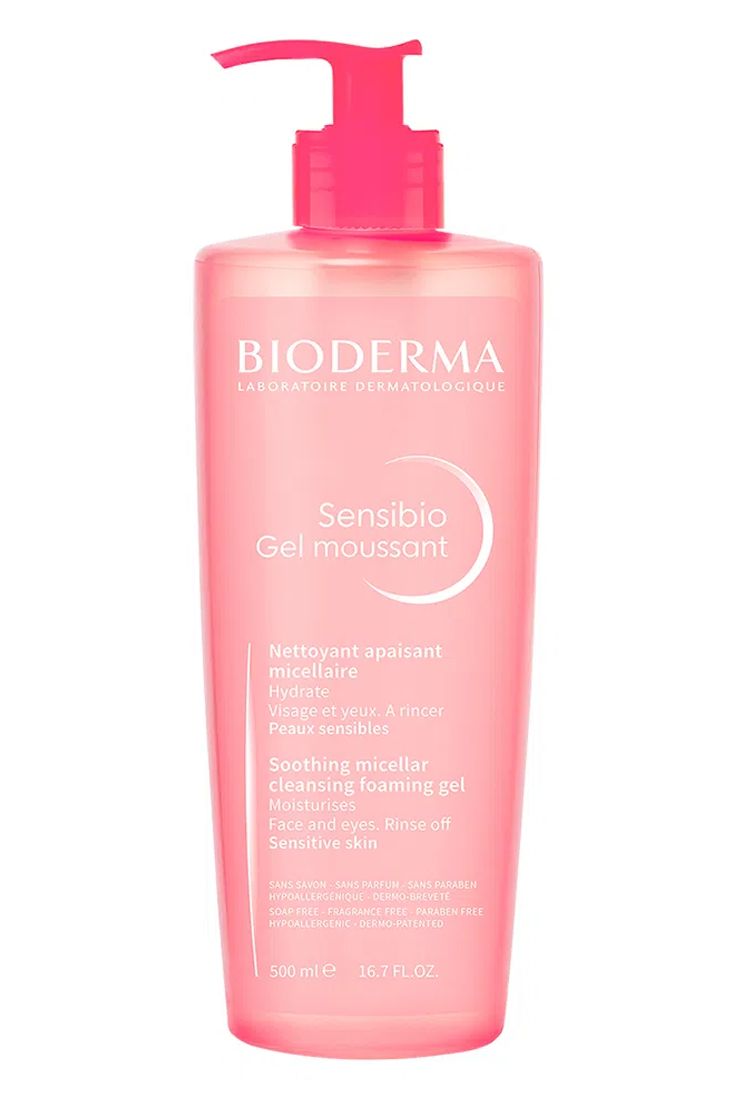 BIODERMA
LABORATOIRE DERMATOLOGIQUE
Sensibio
Gel moussant
Nettoyant apaisant
micellaire
Hydrate
Visage et yeux. A rincer
Peaux sensibles
Soothing micellar
cleansing foaming gel
Moisturises
Face and eyes. Rinse off
Sensitive skin
SANS SAVON - SANS PARFUM - SANS PARABEN
HYPOALLERGÉNIQUE - DERMO-BREVETÉ
SOAP FREE - FRAGRANCE FREE - PARABEN FREE
HYPOALLERGENIC - DERMO-PATENTED
500 ml ℮ 16.7 FL.OZ.